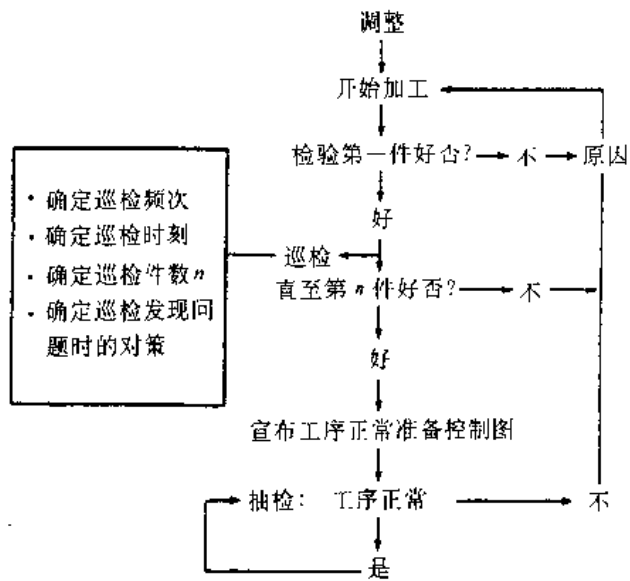 调整
开始加工
检验第一件好否? 不 原因
好
· 确定巡检频次
· 确定巡检时刻
· 确定巡检件数n
· 确定巡检发现问
题时的对策
巡检
直至第n件好否? 不
好
宣布工序正常准备控制图
抽检: 工序正常 不
是